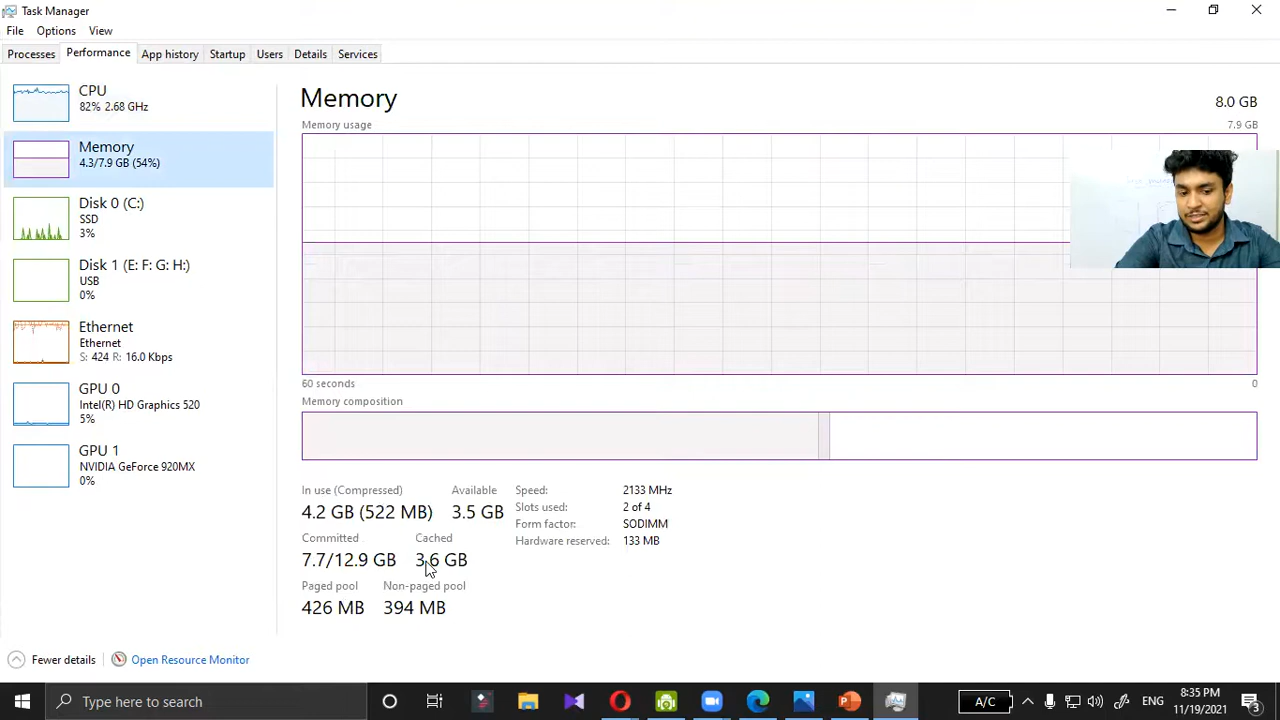 Task Manager
File Options View
Processes Performance App history Startup Users Details Services
CPU
82% 2.68 GHz
Memory
4.3/7.9 GB (54%)
Disk 0 (C:)
SSD
3%
Disk 1 (E: F: G: H:)
USB
0%
Ethernet
Ethernet
S: 424 R: 16.0 Kbps
GPU 0
Intel(R) HD Graphics 520
5%
GPU 1
NVIDIA GeForce 920MX
0%
Memory 8.0 GB
Memory usage 7.9 GB
60 seconds 0
Memory composition
In use (Compressed) Available
4.2 GB (522 MB) 3.5 GB
Committed Cached
7.7/12.9 GB 3.6 GB
Paged pool Non-paged pool
426 MB 394 MB
Speed: 2133 MHz
Slots used: 2 of 4
Form factor: SODIMM
Hardware reserved: 133 MB
Fewer details Open Resource Monitor
Type here to search
A/C
ENG
8:35 PM
11/19/2021
3